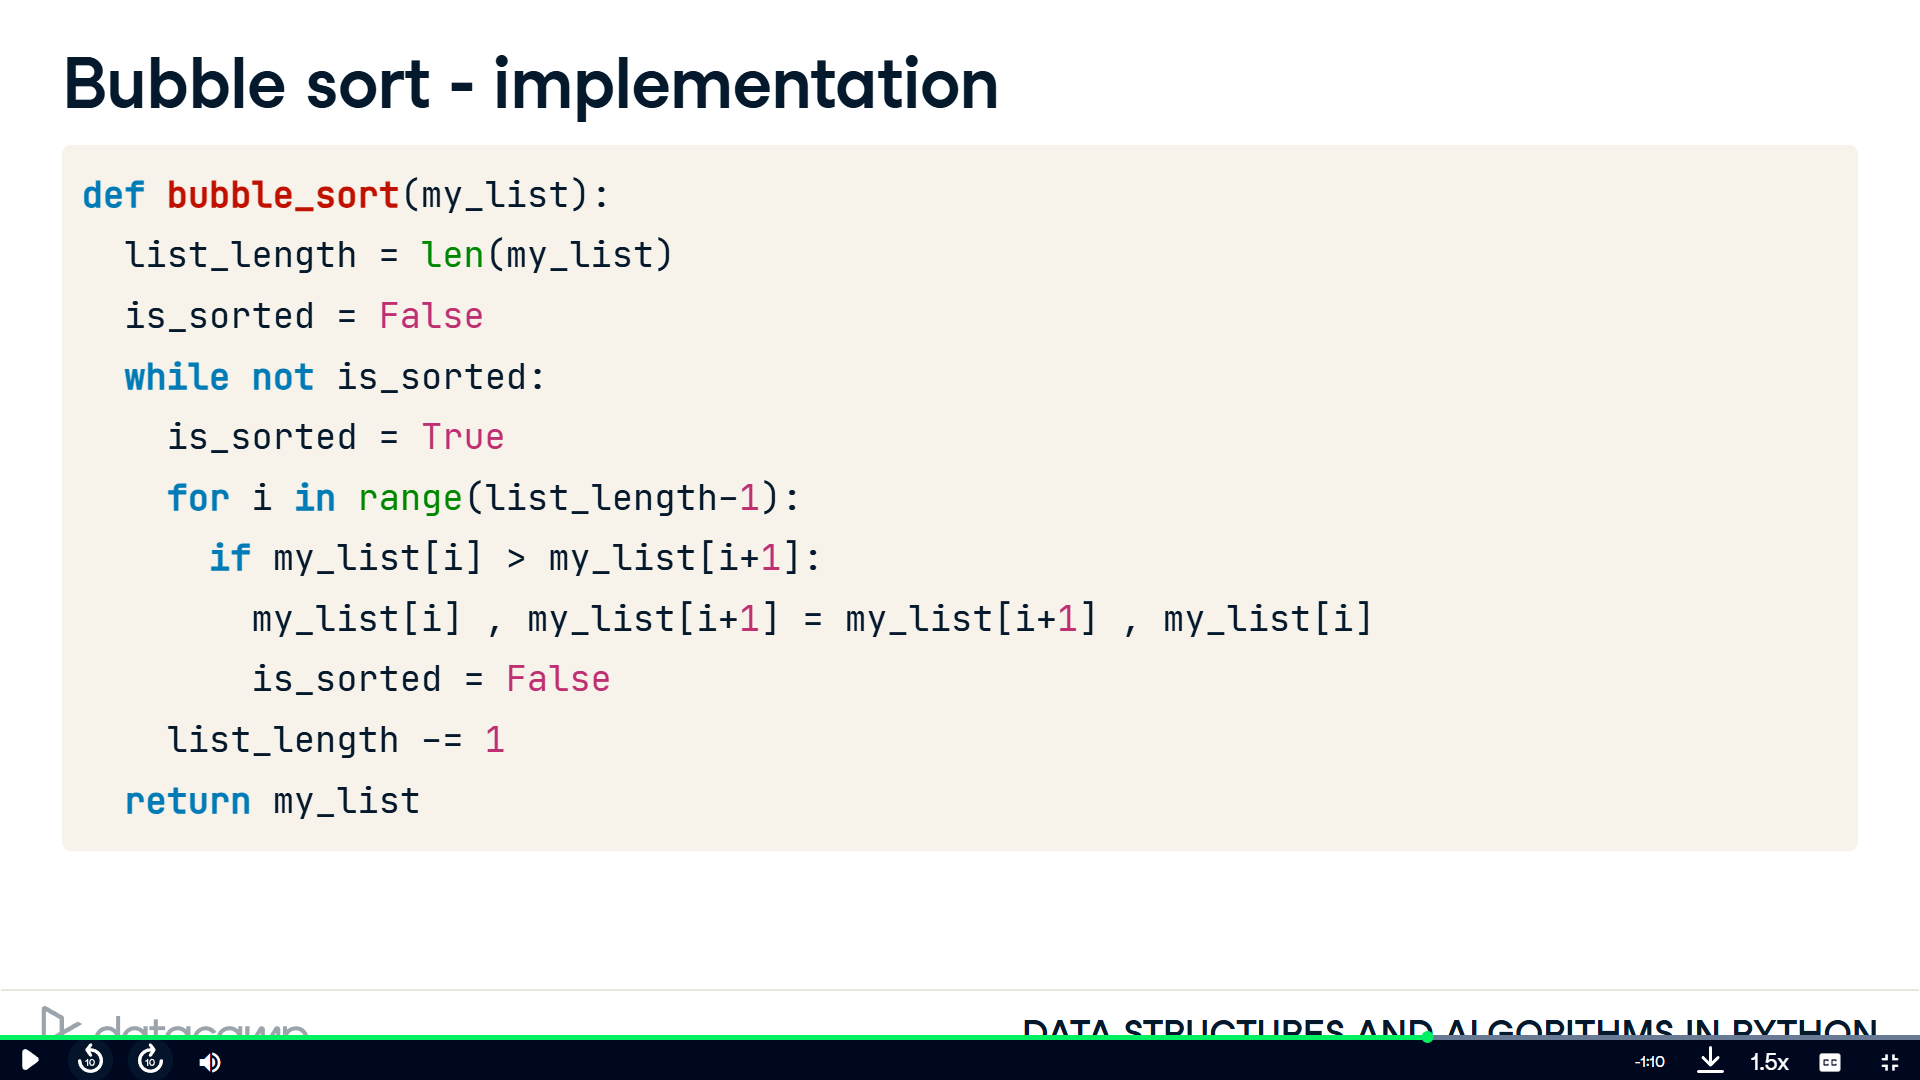 Bubble sort - implementation
def bubble_sort(my_list):
  list_length = len(my_list)
  is_sorted = False
  while not is_sorted:
    is_sorted = True
    for i in range(list_length-1):
      if my_list[i] > my_list[i+1]:
        my_list[i] , my_list[i+1] = my_list[i+1] , my_list[i]
        is_sorted = False
    list_length -= 1
  return my_list
datacamp
DATA STRUCTURES AND ALGORITHMS IN PYTHON
10
10
-1:10
1.5x
CC